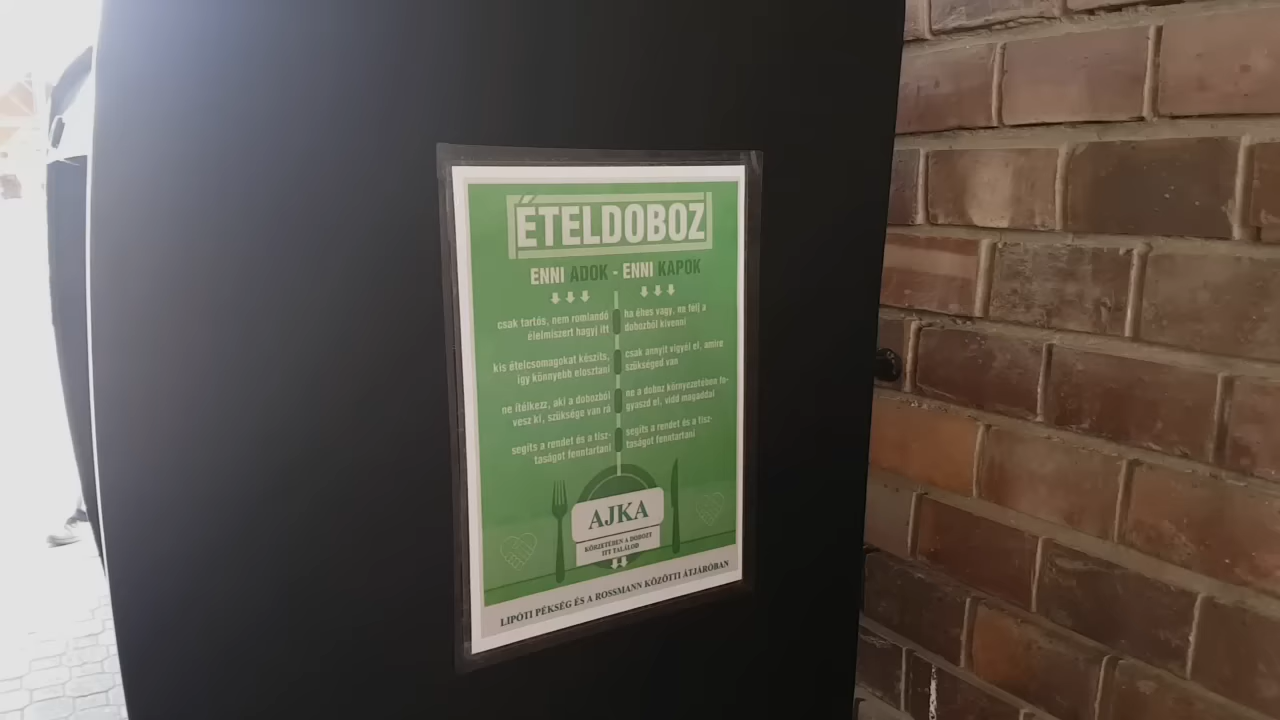 ÉTELDOBOZ
ENNI ADOK - ENNI KAPOK
csak tartós, nem romlandó
élelmiszert hagyj itt
kis ételcsomagokat készíts,
így könnyebb elosztani
ne ítélkezz, aki a dobozból
vesz ki, szüksége van rá
segíts a rendet és a tisz-
taságot fenntartani
ha éhes vagy, ne félj a
dobozból kivenni
csak annyit vigyél el, amire
szükséged van
ne a doboz környezetében fo-
gyaszd el, vidd magaddal
segíts a rendet és a tisz-
taságot fenntartani
AJKA
KÖRZETÉBEN A DOBOZT
ITT TALÁLOD
LIPÓTI PÉKSÉG ÉS A ROSSMANN KÖZÖTTI ÁTJÁRÓBAN